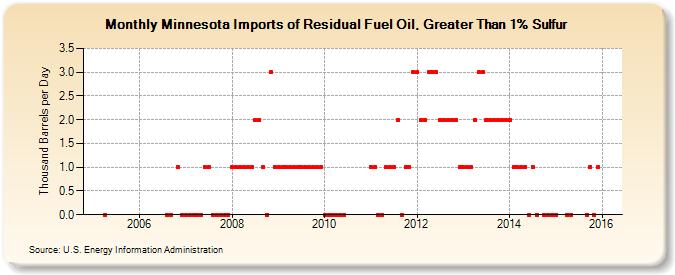 Monthly Minnesota Imports of Residual Fuel Oil, Greater Than 1% Sulfur
Thousand Barrels per Day
3.5
3.0
2.5
2.0
1.5
1.0
0.5
0.0
2006 2008 2010 2012 2014 2016
Source: U.S. Energy Information Administration